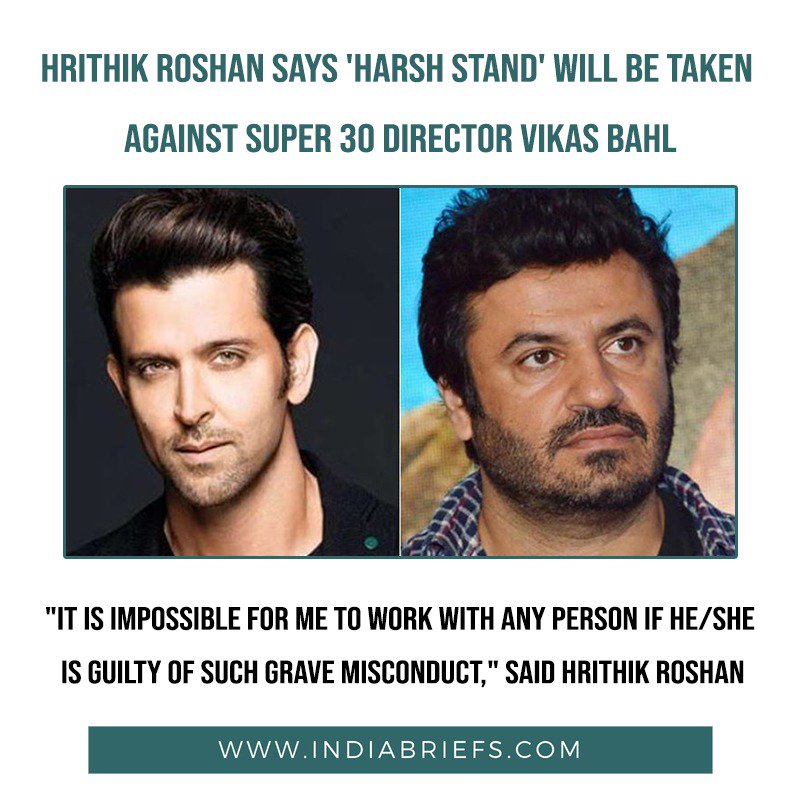 HRITHIK ROSHAN SAYS 'HARSH STAND' WILL BE TAKEN
AGAINST SUPER 30 DIRECTOR VIKAS BAHL
"IT IS IMPOSSIBLE FOR ME TO WORK WITH ANY PERSON IF HE/SHE
IS GUILTY OF SUCH GRAVE MISCONDUCT," SAID HRITHIK ROSHAN
WWW.INDIABRIEFS.COM